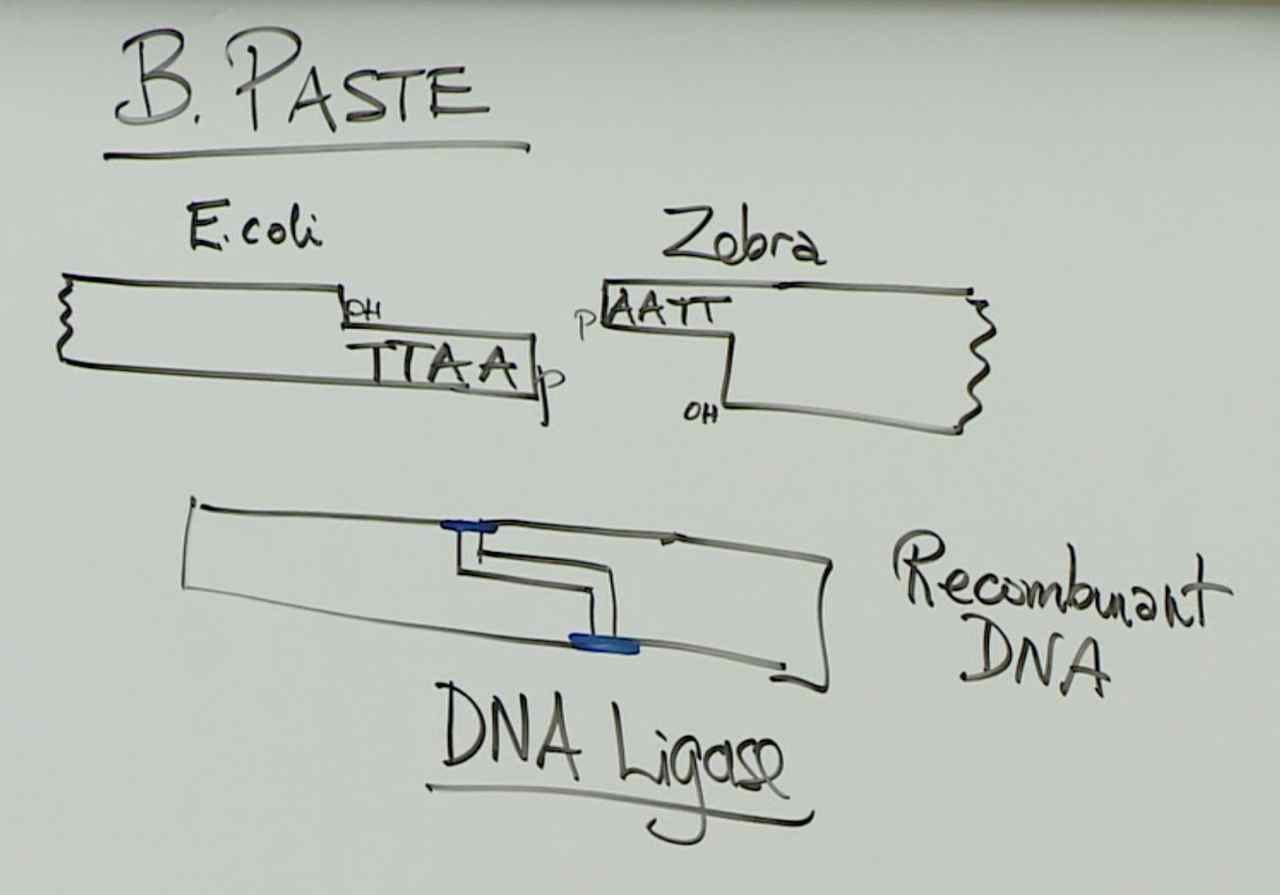 B. PASTE
E. coli
Zebra
OH
TTAA
P
P
AATT
OH
Recombinant
DNA
DNA Ligase